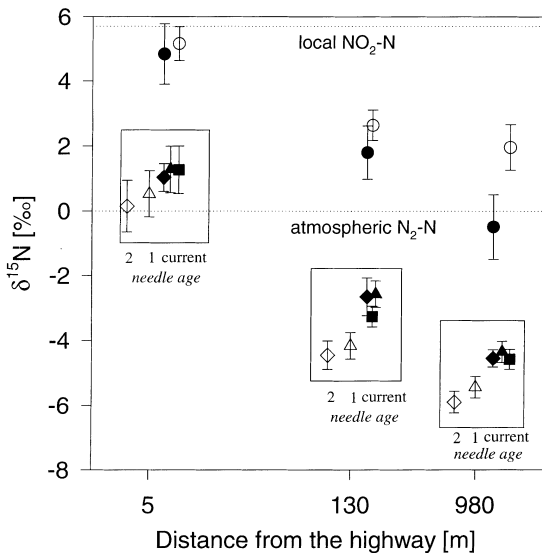 6
4
2
0
-2
-4
-6
-8
δ15N [‰]
local NO2-N
atmospheric N2-N
2 1 current
needle age
2 1 current
needle age
2 1 current
needle age
5 130 980
Distance from the highway [m]